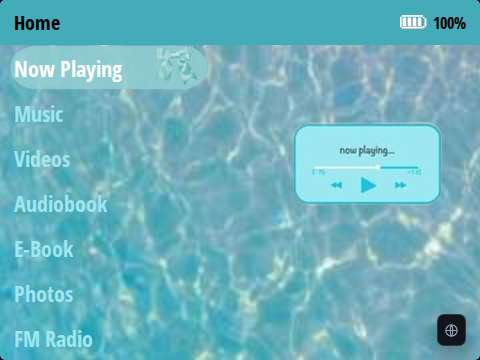 Home
100%
Now Playing
Music
Videos
Audiobook
E-Book
Photos
FM Radio
now playing...